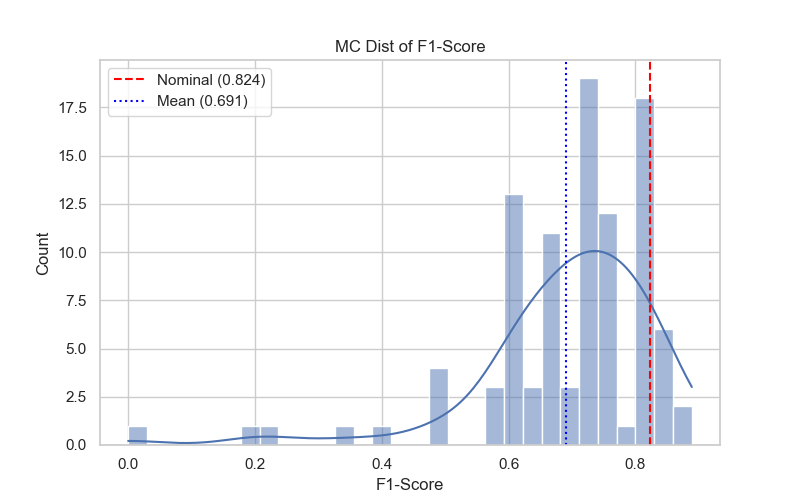 MC Dist of F1-Score
Nominal (0.824)
Mean (0.691)
Count
17.5
15.0
12.5
10.0
7.5
5.0
2.5
0.0
0.0 0.2 0.4 0.6 0.8
F1-Score